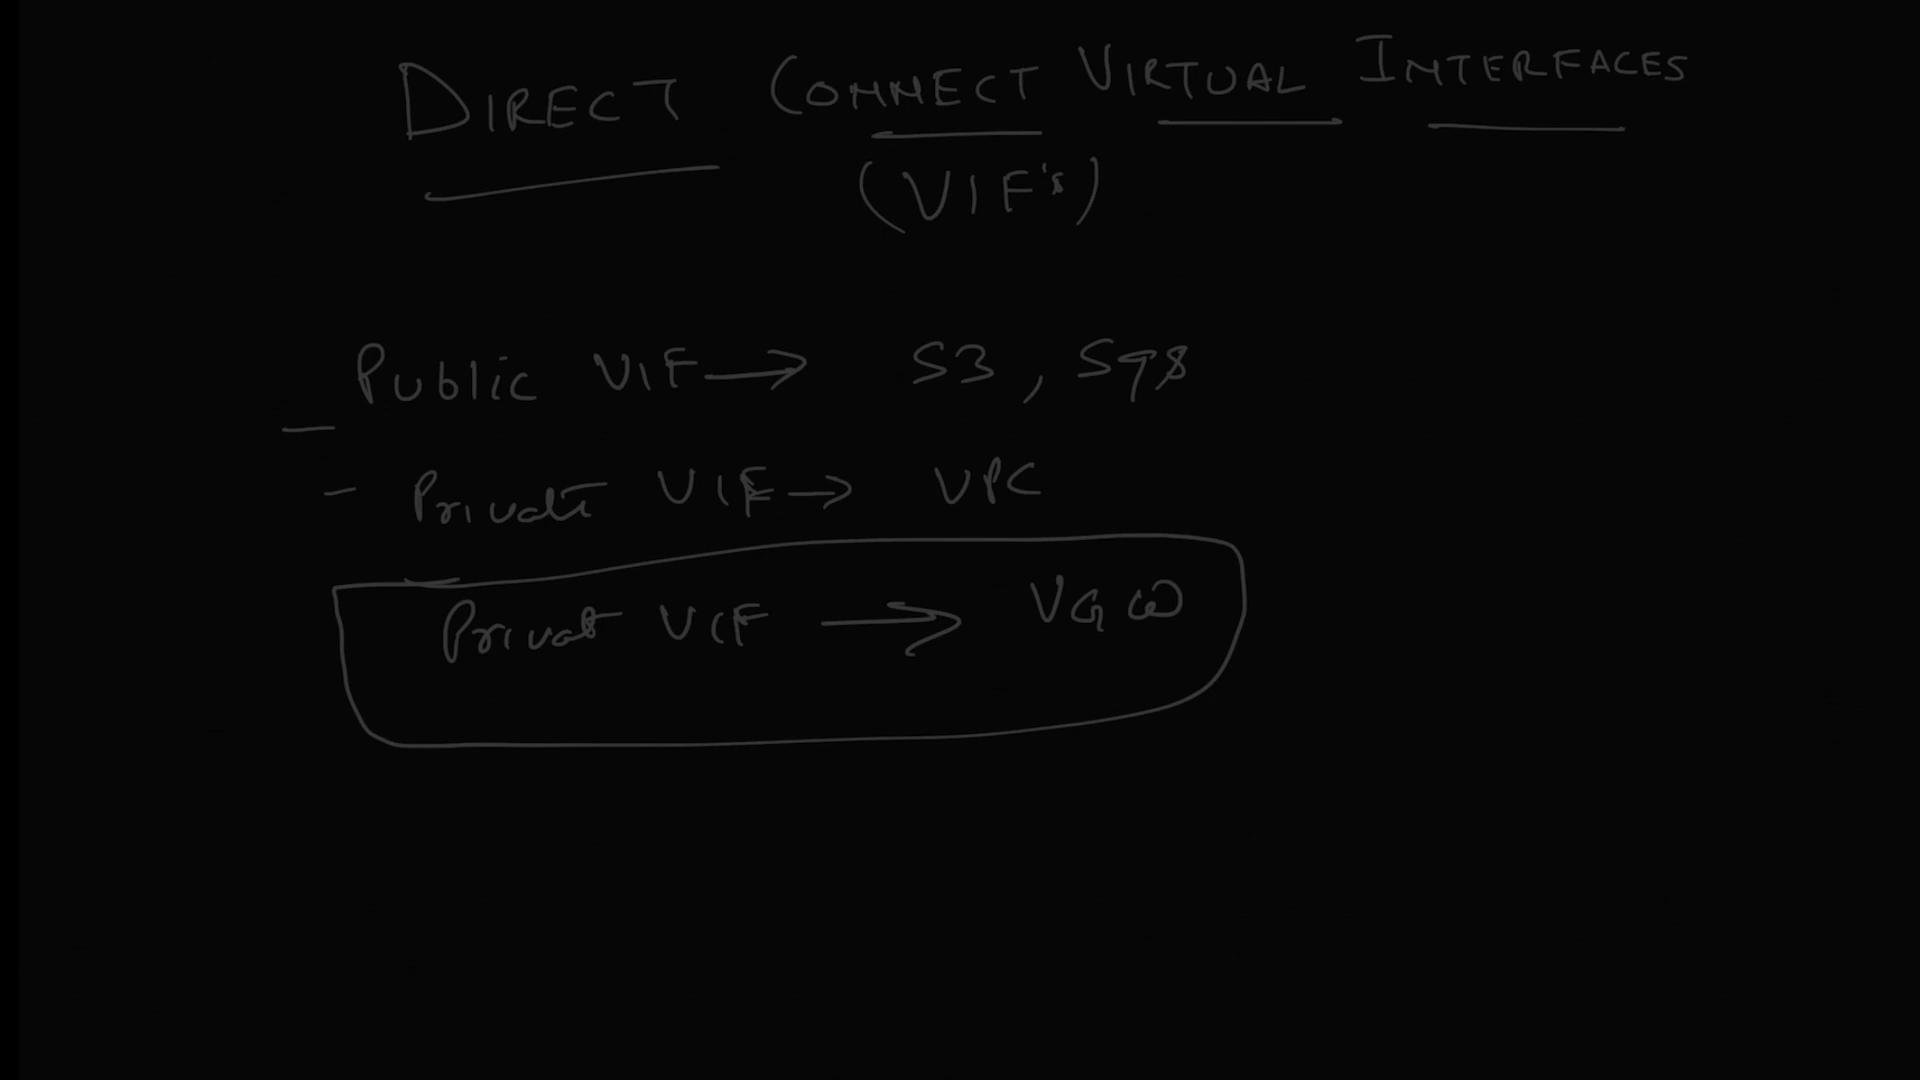 DIRECT CONNECT VIRTUAL INTERFACES
(VIF's)
Public VIF → S3, Sqs
- Private VIF → VPC
Private VIF → VGW